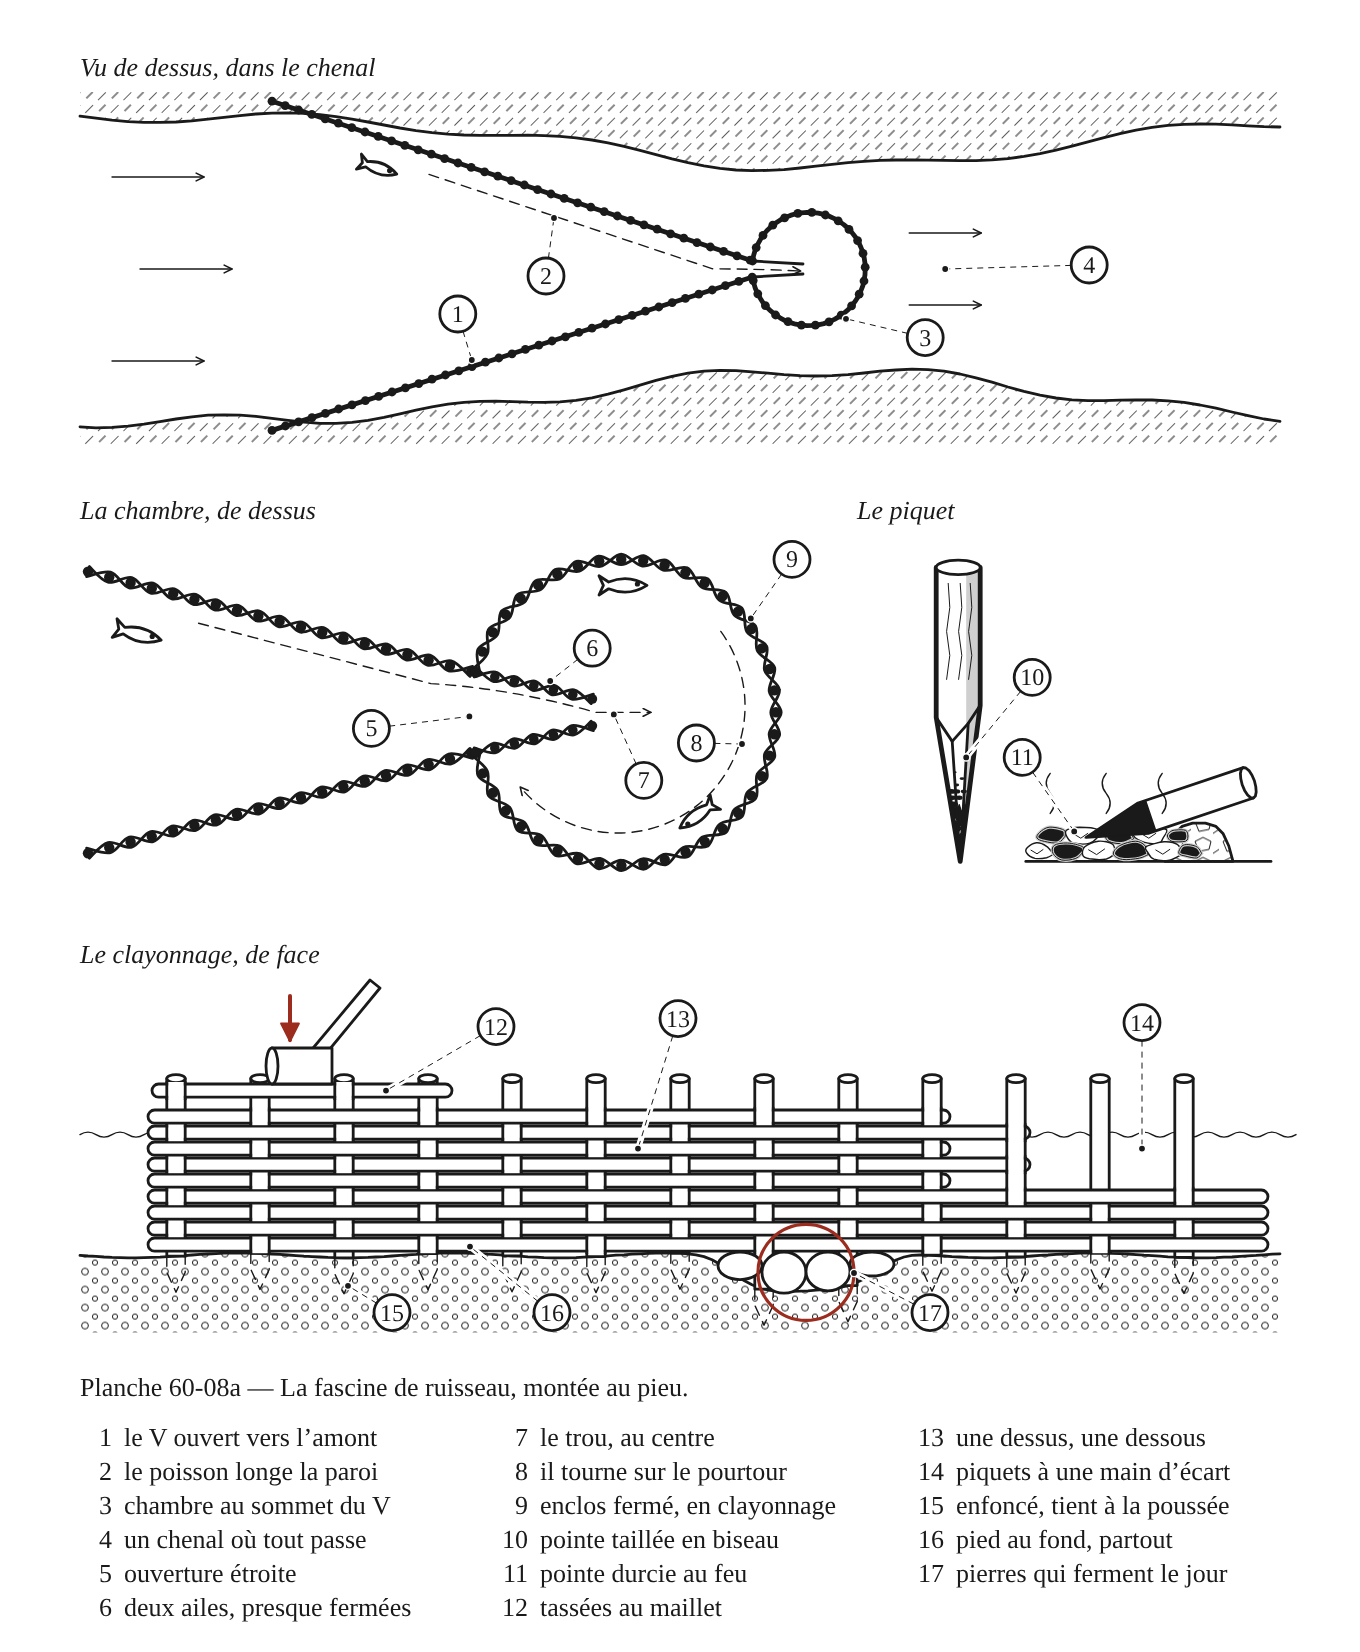 Vu de dessus, dans le chenal
2
4
1
3
La chambre, de dessus
Le piquet
9
6
10
5
8
11
7
Le clayonnage, de face
12
13
14
15
16
17
Planche 60-08a — La fascine de ruisseau, montée au pieu.
1 le V ouvert vers l’amont
2 le poisson longe la paroi
3 chambre au sommet du V
4 un chenal où tout passe
5 ouverture étroite
6 deux ailes, presque fermées
7 le trou, au centre
8 il tourne sur le pourtour
9 enclos fermé, en clayonnage
10 pointe taillée en biseau
11 pointe durcie au feu
12 tassées au maillet
13 une dessus, une dessous
14 piquets à une main d’écart
15 enfoncé, tient à la poussée
16 pied au fond, partout
17 pierres qui ferment le jour